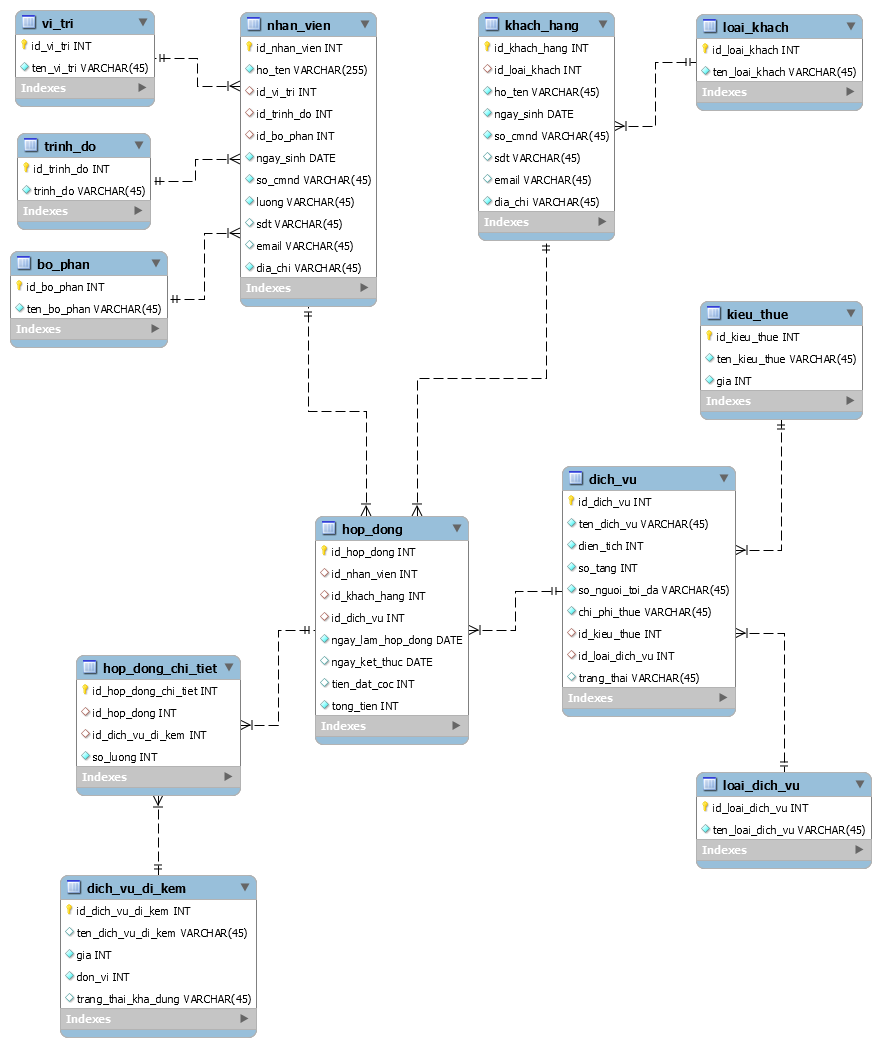 vi_tri
id_vi_tri INT
ten_vi_tri VARCHAR(45)
Indexes
nhan_vien
id_nhan_vien INT
ho_ten VARCHAR(255)
id_vi_tri INT
id_trinh_do INT
id_bo_phan INT
ngay_sinh DATE
so_cmnd VARCHAR(45)
luong VARCHAR(45)
sdt VARCHAR(45)
email VARCHAR(45)
dia_chi VARCHAR(45)
Indexes
khach_hang
id_khach_hang INT
id_loai_khach INT
ho_ten VARCHAR(45)
ngay_sinh DATE
so_cmnd VARCHAR(45)
sdt VARCHAR(45)
email VARCHAR(45)
dia_chi VARCHAR(45)
Indexes
loai_khach
id_loai_khach INT
ten_loai_khach VARCHAR(45)
Indexes
trinh_do
id_trinh_do INT
trinh_do VARCHAR(45)
Indexes
bo_phan
id_bo_phan INT
ten_bo_phan VARCHAR(45)
Indexes
kieu_thue
id_kieu_thue INT
ten_kieu_thue VARCHAR(45)
gia INT
Indexes
dich_vu
id_dich_vu INT
ten_dich_vu VARCHAR(45)
dien_tich INT
so_tang INT
so_nguoi_toi_da VARCHAR(45)
chi_phi_thue VARCHAR(45)
id_kieu_thue INT
id_loai_dich_vu INT
trang_thai VARCHAR(45)
Indexes
hop_dong
id_hop_dong INT
id_nhan_vien INT
id_khach_hang INT
id_dich_vu INT
ngay_lam_hop_dong DATE
ngay_ket_thuc DATE
tien_dat_coc INT
tong_tien INT
Indexes
hop_dong_chi_tiet
id_hop_dong_chi_tiet INT
id_hop_dong INT
id_dich_vu_di_kem INT
so_luong INT
Indexes
loai_dich_vu
id_loai_dich_vu INT
ten_loai_dich_vu VARCHAR(45)
Indexes
dich_vu_di_kem
id_dich_vu_di_kem INT
ten_dich_vu_di_kem VARCHAR(45)
gia INT
don_vi INT
trang_thai_kha_dung VARCHAR(45)
Indexes